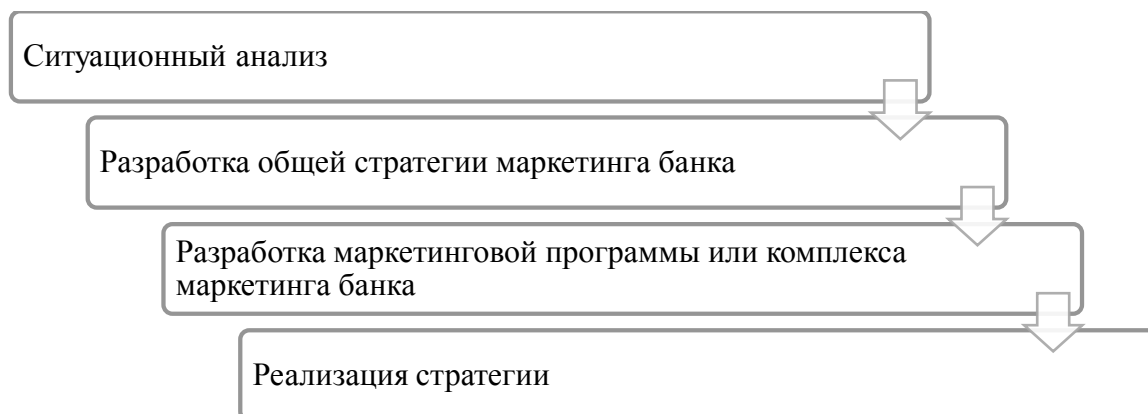 Ситуационный анализ
Разработка общей стратегии маркетинга банка
Разработка маркетинговой программы или комплекса
маркетинга банка
Реализация стратегии